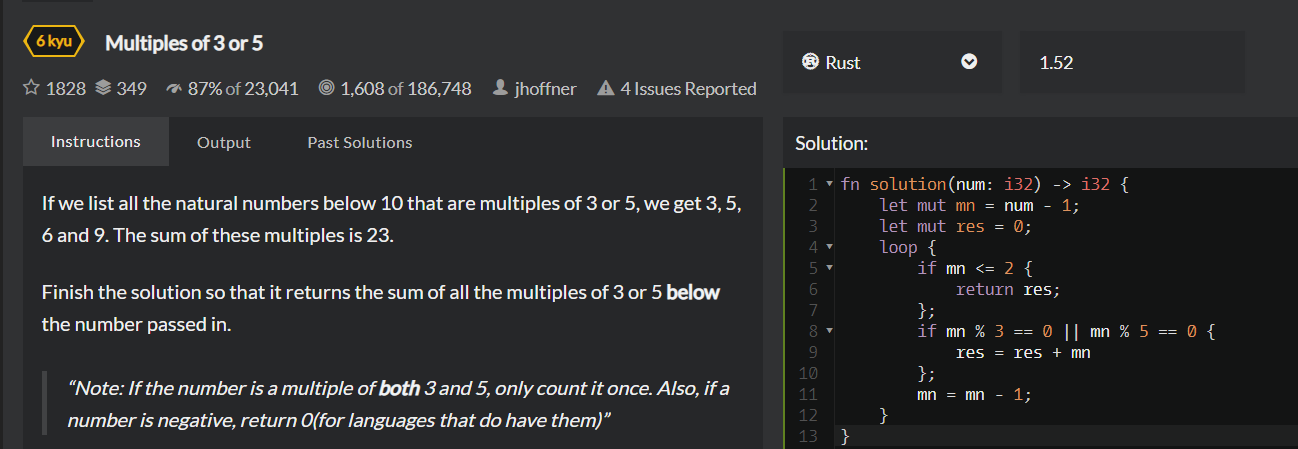 6 kyu Multiples of 3 or 5
1828 349 87% of 23,041 1,608 of 186,748 jhoffner 4 Issues Reported
Instructions Output Past Solutions
If we list all the natural numbers below 10 that are multiples of 3 or 5, we get 3, 5,
6 and 9. The sum of these multiples is 23.
Finish the solution so that it returns the sum of all the multiples of 3 or 5 below
the number passed in.
“Note: If the number is a multiple of both 3 and 5, only count it once. Also, if a
number is negative, return 0(for languages that do have them)”
Rust 1.52
Solution:
1 fn solution(num: i32) -> i32 {
2 let mut mn = num - 1;
3 let mut res = 0;
4 loop {
5 if mn <= 2 {
6 return res;
7 };
8 if mn % 3 == 0 || mn % 5 == 0 {
9 res = res + mn
10 };
11 mn = mn - 1;
12 }
13 }